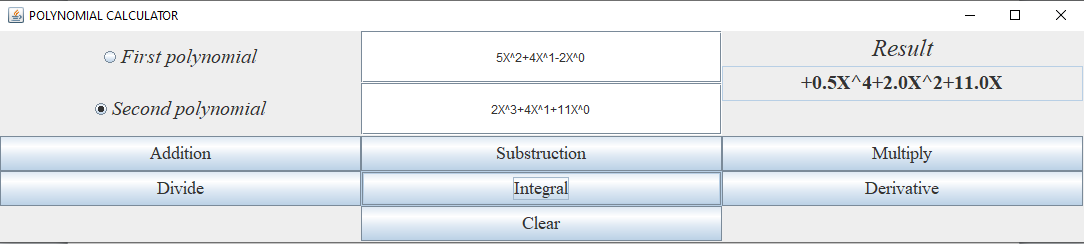 POLYNOMIAL CALCULATOR
First polynomial
5X^2+4X^1-2X^0
Result
+0.5X^4+2.0X^2+11.0X
Second polynomial
2X^3+4X^1+11X^0
Addition
Substruction
Multiply
Divide
Integral
Derivative
Clear